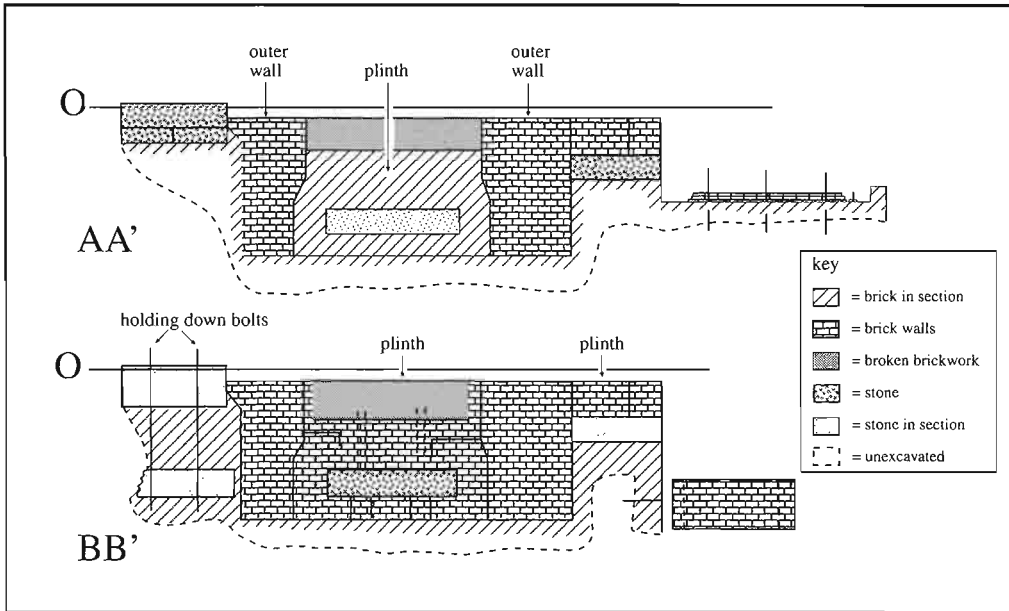 outer
wall
plinth
outer
wall
O
AA'
key
= brick in section
= brick walls
= broken brickwork
= stone
= stone in section
= unexcavated
holding down bolts
plinth
plinth
O
BB'